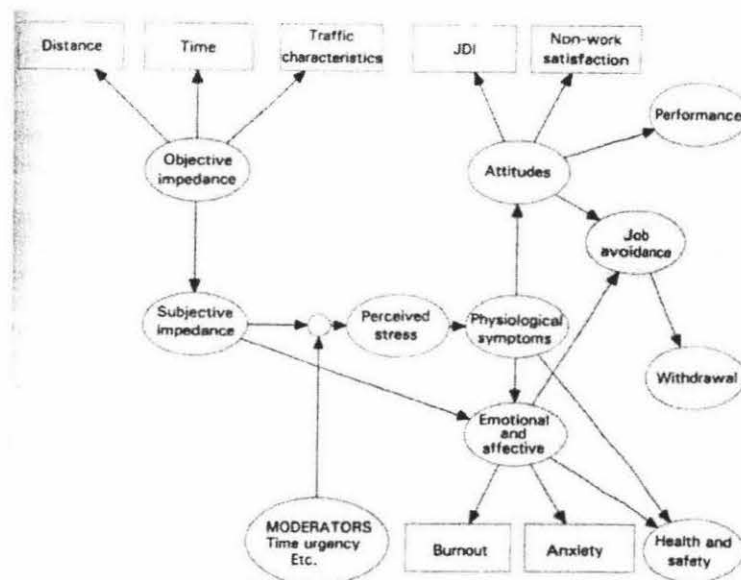 Distance
Time
Traffic
characteristics
JDI
Non-work
satisfaction
Performance
Objective
impedance
Attitudes
Job
avoidance
Subjective
impedance
Perceived
stress
Physiological
symptoms
Withdrawal
Emotional
and
affective
MODERATORS
Time urgency
Etc.
Burnout
Anxiety
Health and
safety